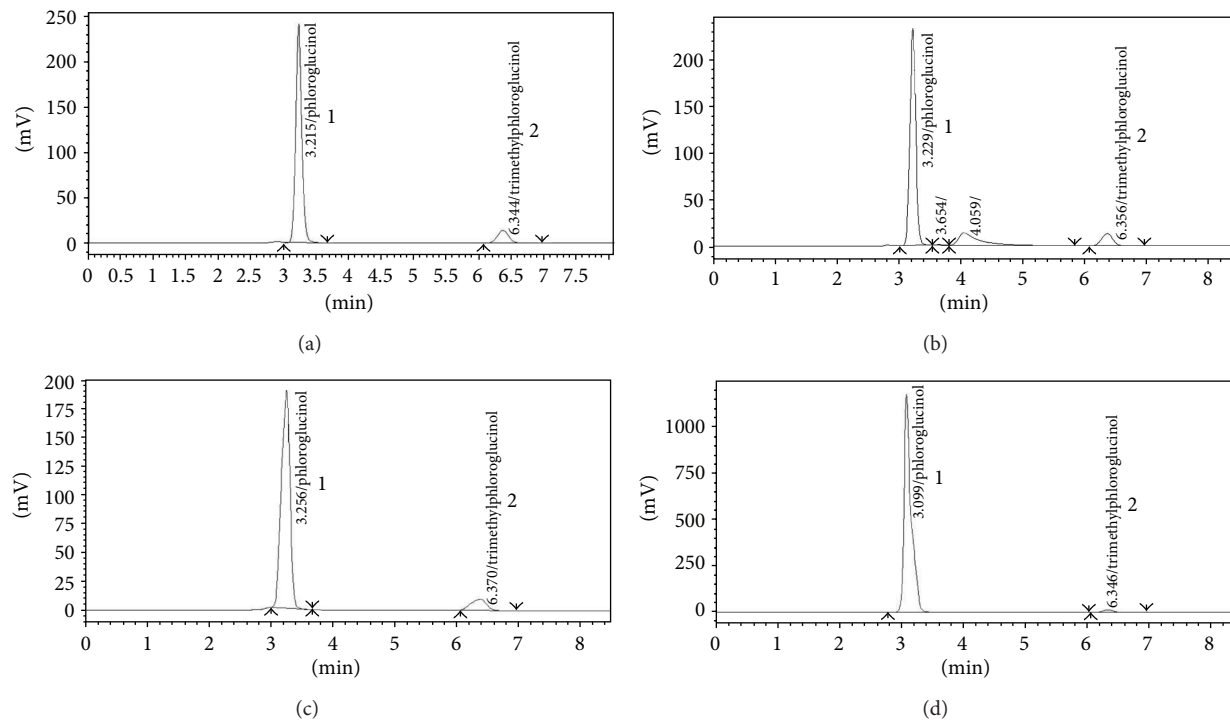 250
200
150
100
50
0
(mV)
3.215/phloroglucinol
1
6.344/trimethylphloroglucinol
2
0 0.5 1 1.5 2 2.5 3 3.5 4 4.5 5 5.5 6 6.5 7 7.5
(min)
(a)
200
150
100
50
0
(mV)
3.229/phloroglucinol
1
3.654/
4.059/
6.356/trimethylphloroglucinol
2
0 1 2 3 4 5 6 7 8
(min)
(b)
200
175
150
125
100
75
50
25
0
(mV)
3.256/phloroglucinol
1
6.370/trimethylphloroglucinol
2
0 1 2 3 4 5 6 7 8
(min)
(c)
1000
750
500
250
0
(mV)
3.099/phloroglucinol
1
6.346/trimethylphloroglucinol
2
0 1 2 3 4 5 6 7 8
(min)
(d)